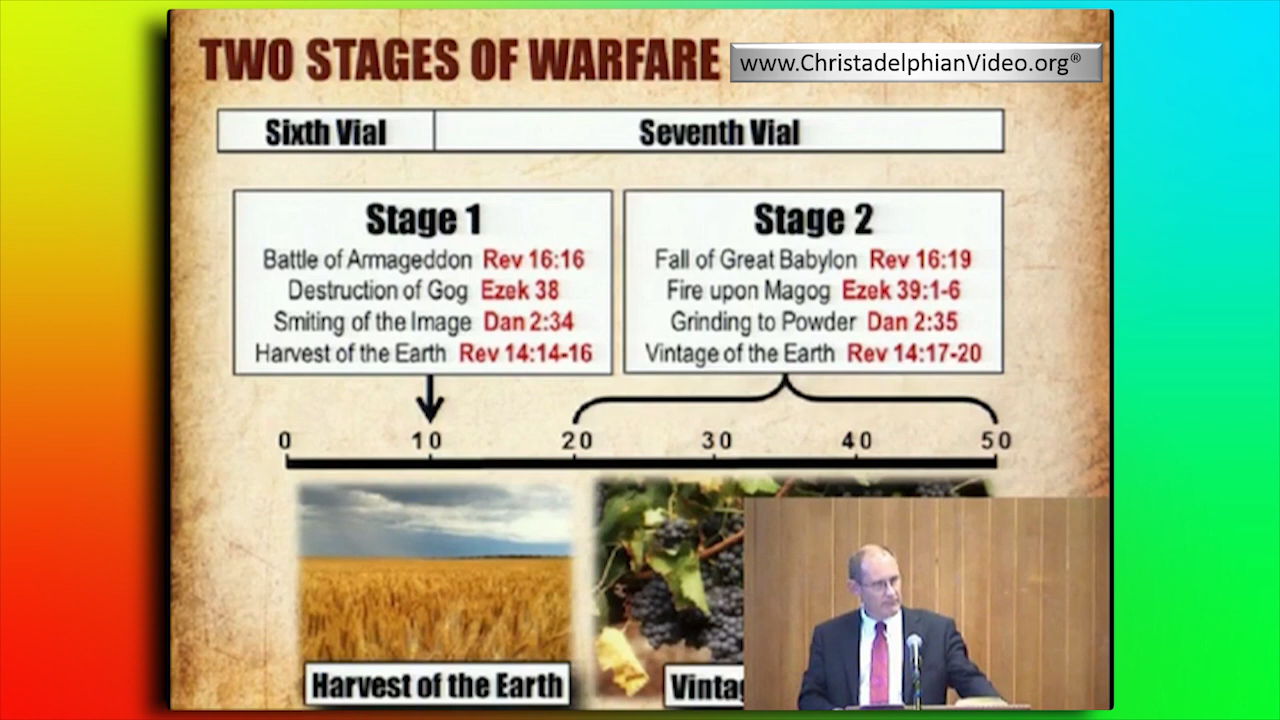 TWO STAGES OF WARFARE
www.ChristadelphianVideo.org®
Sixth Vial
Seventh Vial
Stage 1
Battle of Armageddon Rev 16:16
Destruction of Gog Ezek 38
Smiting of the Image Dan 2:34
Harvest of the Earth Rev 14:14-16
Stage 2
Fall of Great Babylon Rev 16:19
Fire upon Magog Ezek 39:1-6
Grinding to Powder Dan 2:35
Vintage of the Earth Rev 14:17-20
0 10 20 30 40 50
Harvest of the Earth